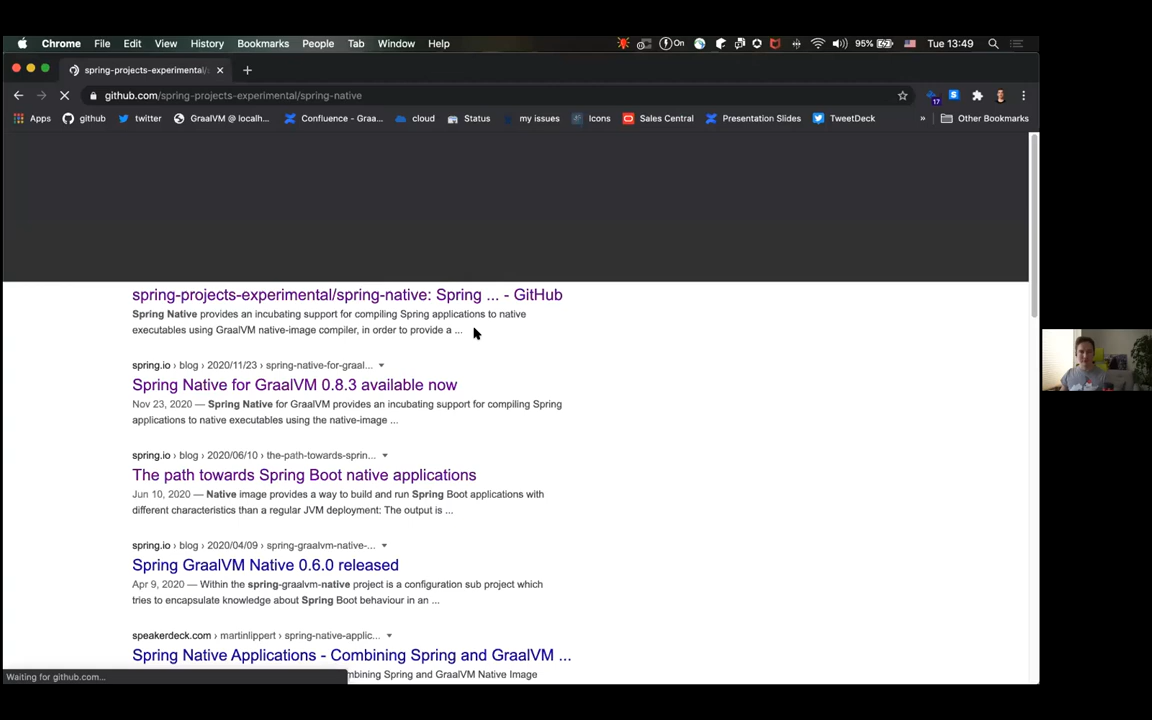 Chrome File Edit View History Bookmarks People Tab Window Help On 95% Tue 13:49
spring-projects-experimental/
github.com/spring-projects-experimental/spring-native 17
Apps github twitter GraalVM @ localh... Confluence - Graa... cloud Status my issues Icons Sales Central Presentation Slides TweetDeck » Other Bookmarks
spring-projects-experimental/spring-native: Spring ... - GitHub
Spring Native provides an incubating support for compiling Spring applications to native
executables using GraalVM native-image compiler, in order to provide a ...
spring.io › blog › 2020/11/23 › spring-native-for-graal...
Spring Native for GraalVM 0.8.3 available now
Nov 23, 2020 — Spring Native for GraalVM provides an incubating support for compiling Spring
applications to native executables using the native-image ...
spring.io › blog › 2020/06/10 › the-path-towards-sprin...
The path towards Spring Boot native applications
Jun 10, 2020 — Native image provides a way to build and run Spring Boot applications with
different characteristics than a regular JVM deployment: The output is ...
spring.io › blog › 2020/04/09 › spring-graalvm-native-...
Spring GraalVM Native 0.6.0 released
Apr 9, 2020 — Within the spring-graalvm-native project is a configuration sub project which
tries to encapsulate knowledge about Spring Boot behaviour in an ...
speakerdeck.com › martinlippert › spring-native-applic...
Spring Native Applications - Combining Spring and GraalVM ...
Waiting for github.com... mbining Spring and GraalVM Native Image